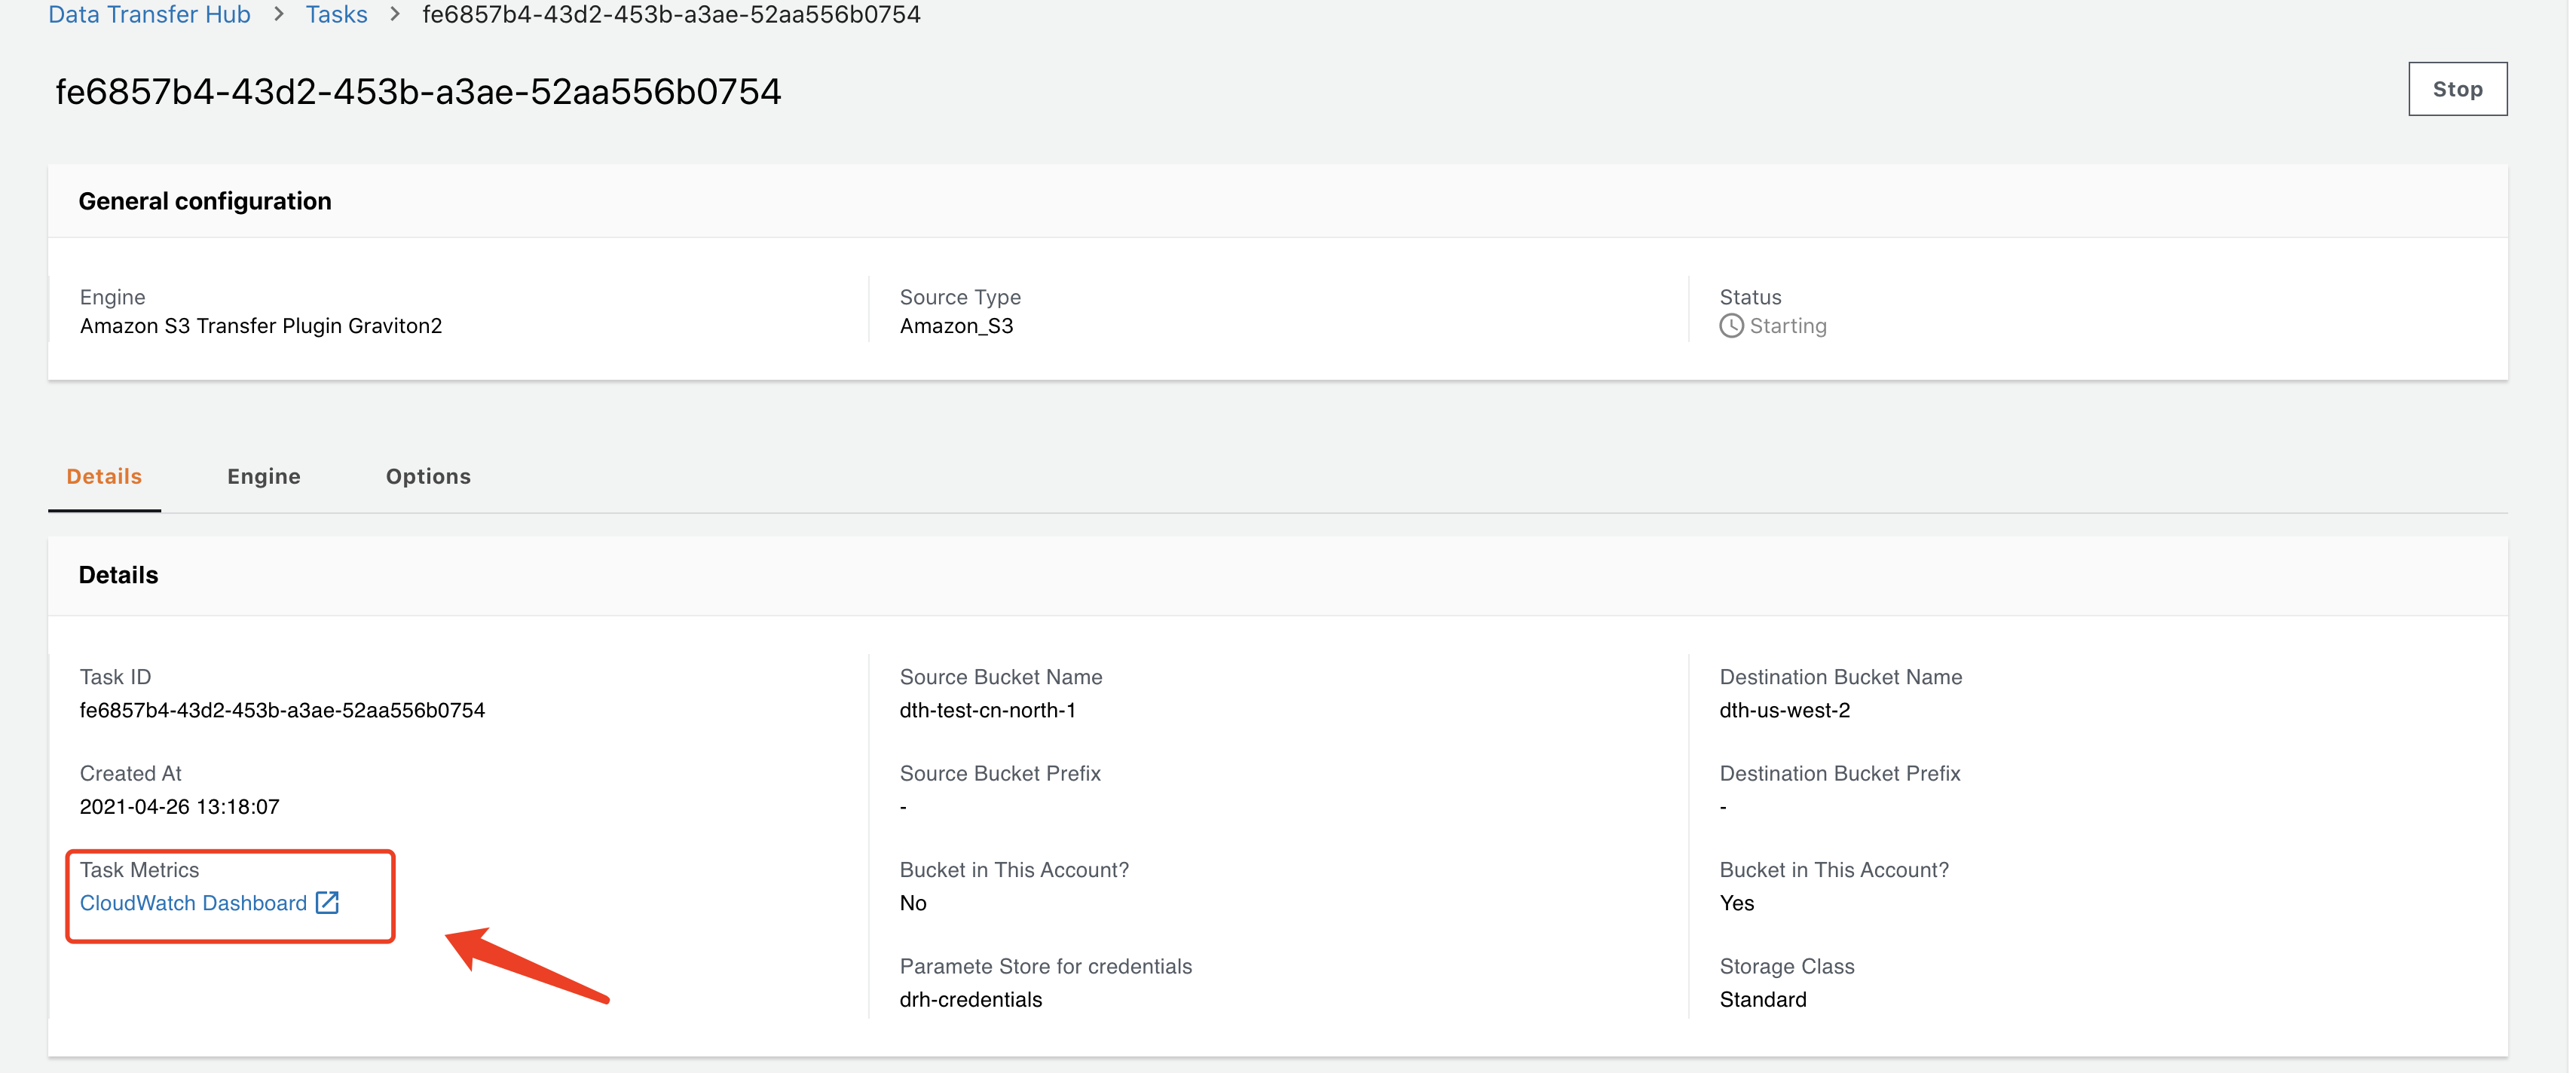 Data Transfer Hub > Tasks > fe6857b4-43d2-453b-a3ae-52aa556b0754
fe6857b4-43d2-453b-a3ae-52aa556b0754
Stop
General configuration
Engine
Amazon S3 Transfer Plugin Graviton2
Source Type
Amazon_S3
Status
Starting
Details
Engine
Options
Details
Task ID
fe6857b4-43d2-453b-a3ae-52aa556b0754
Created At
2021-04-26 13:18:07
Task Metrics
CloudWatch Dashboard
Source Bucket Name
dth-test-cn-north-1
Source Bucket Prefix
-
Bucket in This Account?
No
Paramete Store for credentials
drh-credentials
Destination Bucket Name
dth-us-west-2
Destination Bucket Prefix
-
Bucket in This Account?
Yes
Storage Class
Standard